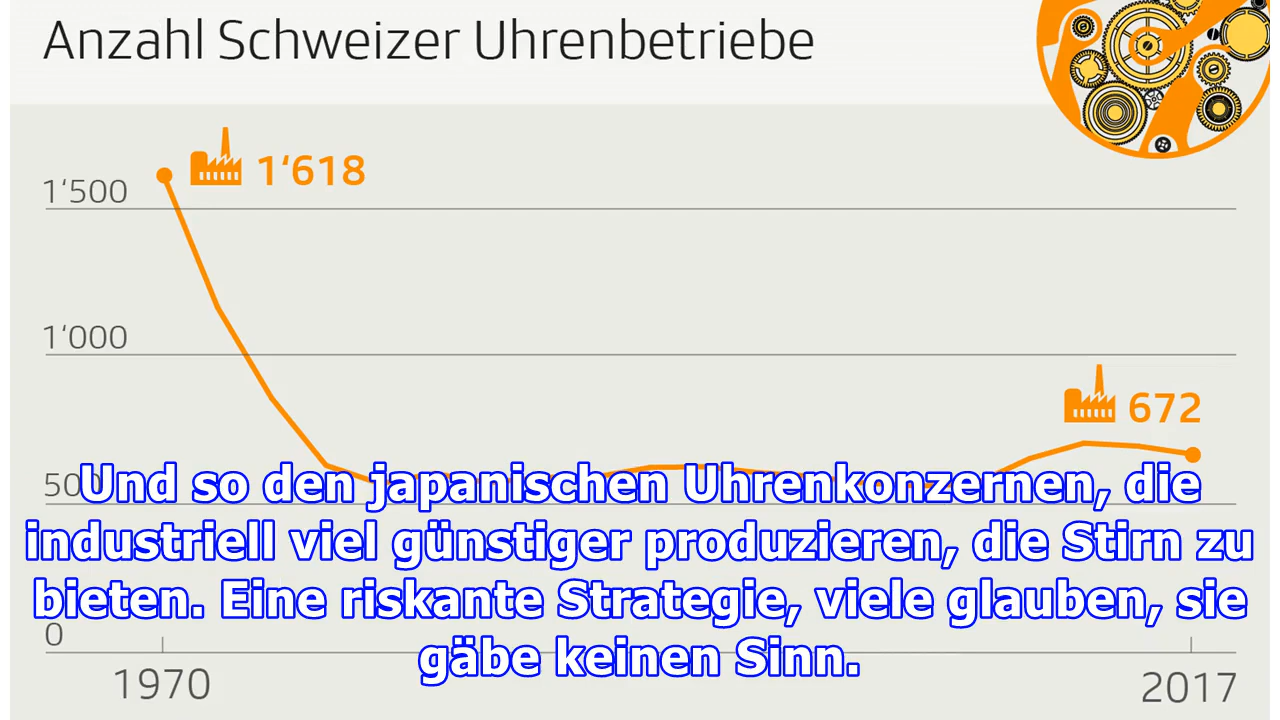 Anzahl Schweizer Uhrenbetriebe
1‘618
1‘500
1‘000
672
500
Und so den japanischen Uhrenkonzernen, die
industriell viel günstiger produzieren, die Stirn zu
bieten. Eine riskante Strategie, viele glauben, sie
gäbe keinen Sinn.
0
1970
2017